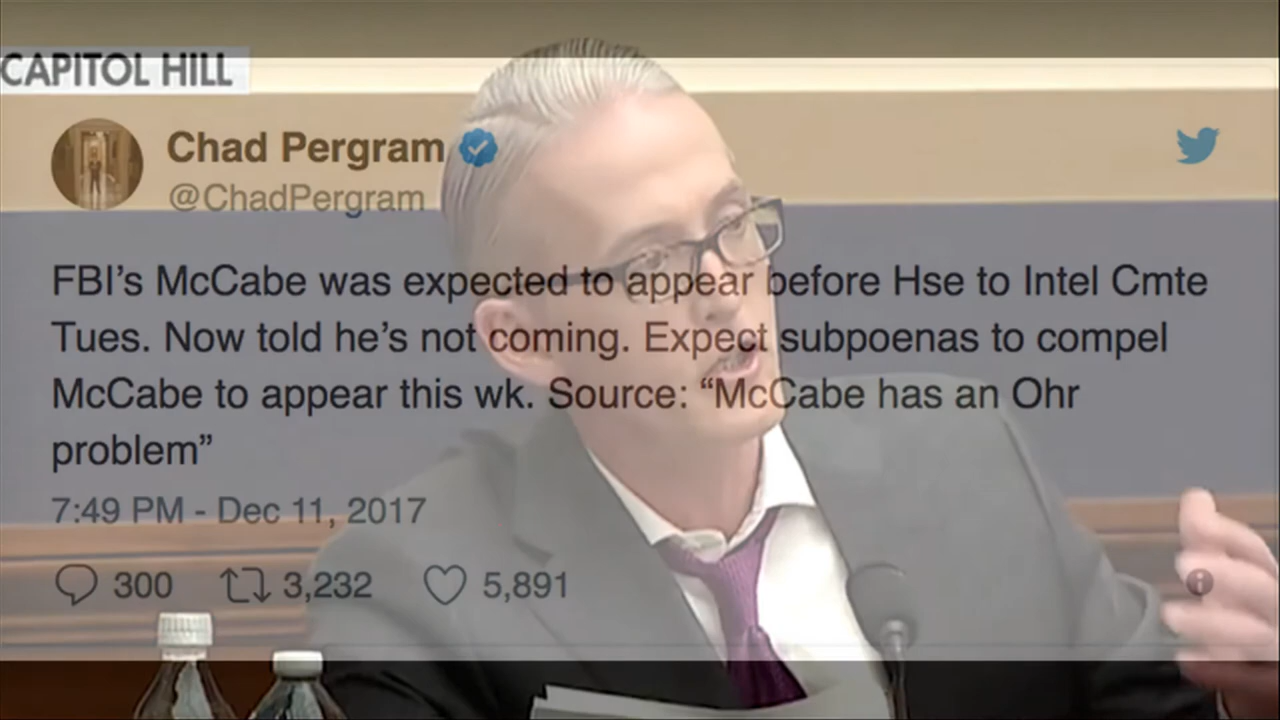 CAPITOL HILL
Chad Pergram
@ChadPergram
FBI’s McCabe was expected to appear before Hse to Intel Cmte
Tues. Now told he’s not coming. Expect subpoenas to compel
McCabe to appear this wk. Source: “McCabe has an Ohr
problem”
7:49 PM - Dec 11, 2017
300 3,232 5,891